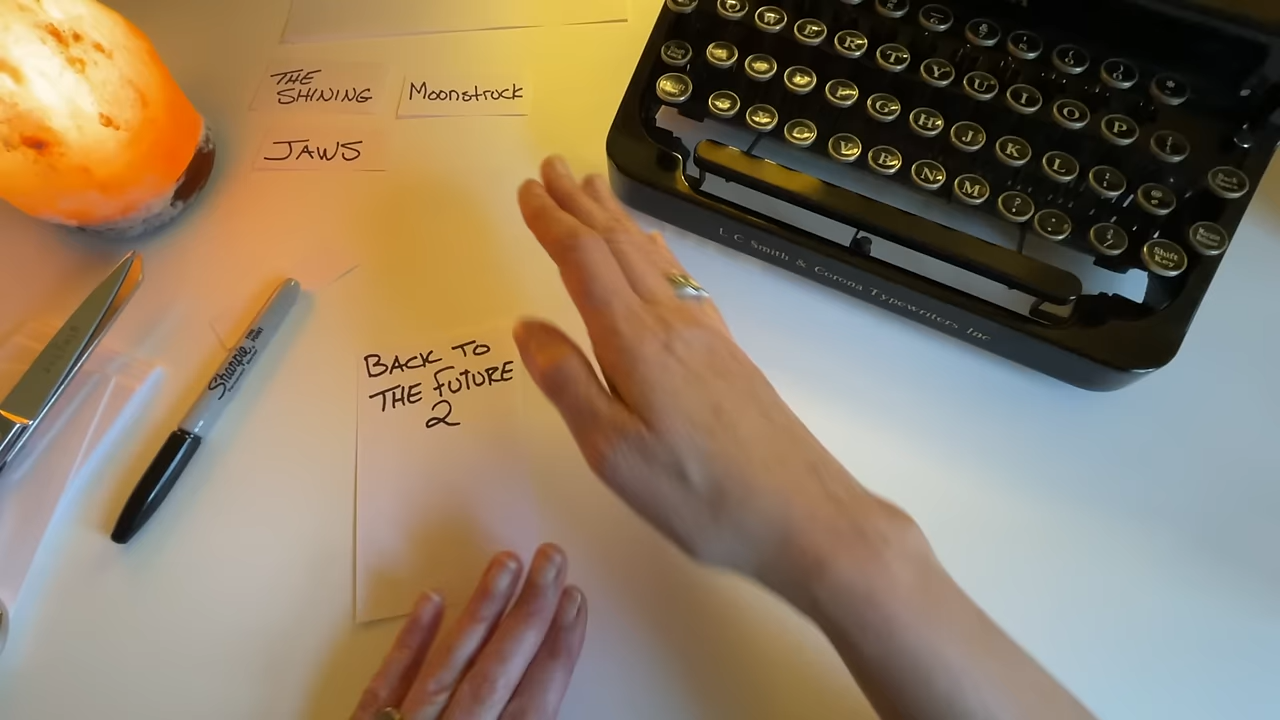 THE
SHINING
Moonstruck
JAWS
BACK TO
THE FUTURE
2
Sharpie
L C Smith & Corona Typewriters Inc
W E R T Y U I O P
F G H J K L
V B N M ?
Shift
Key